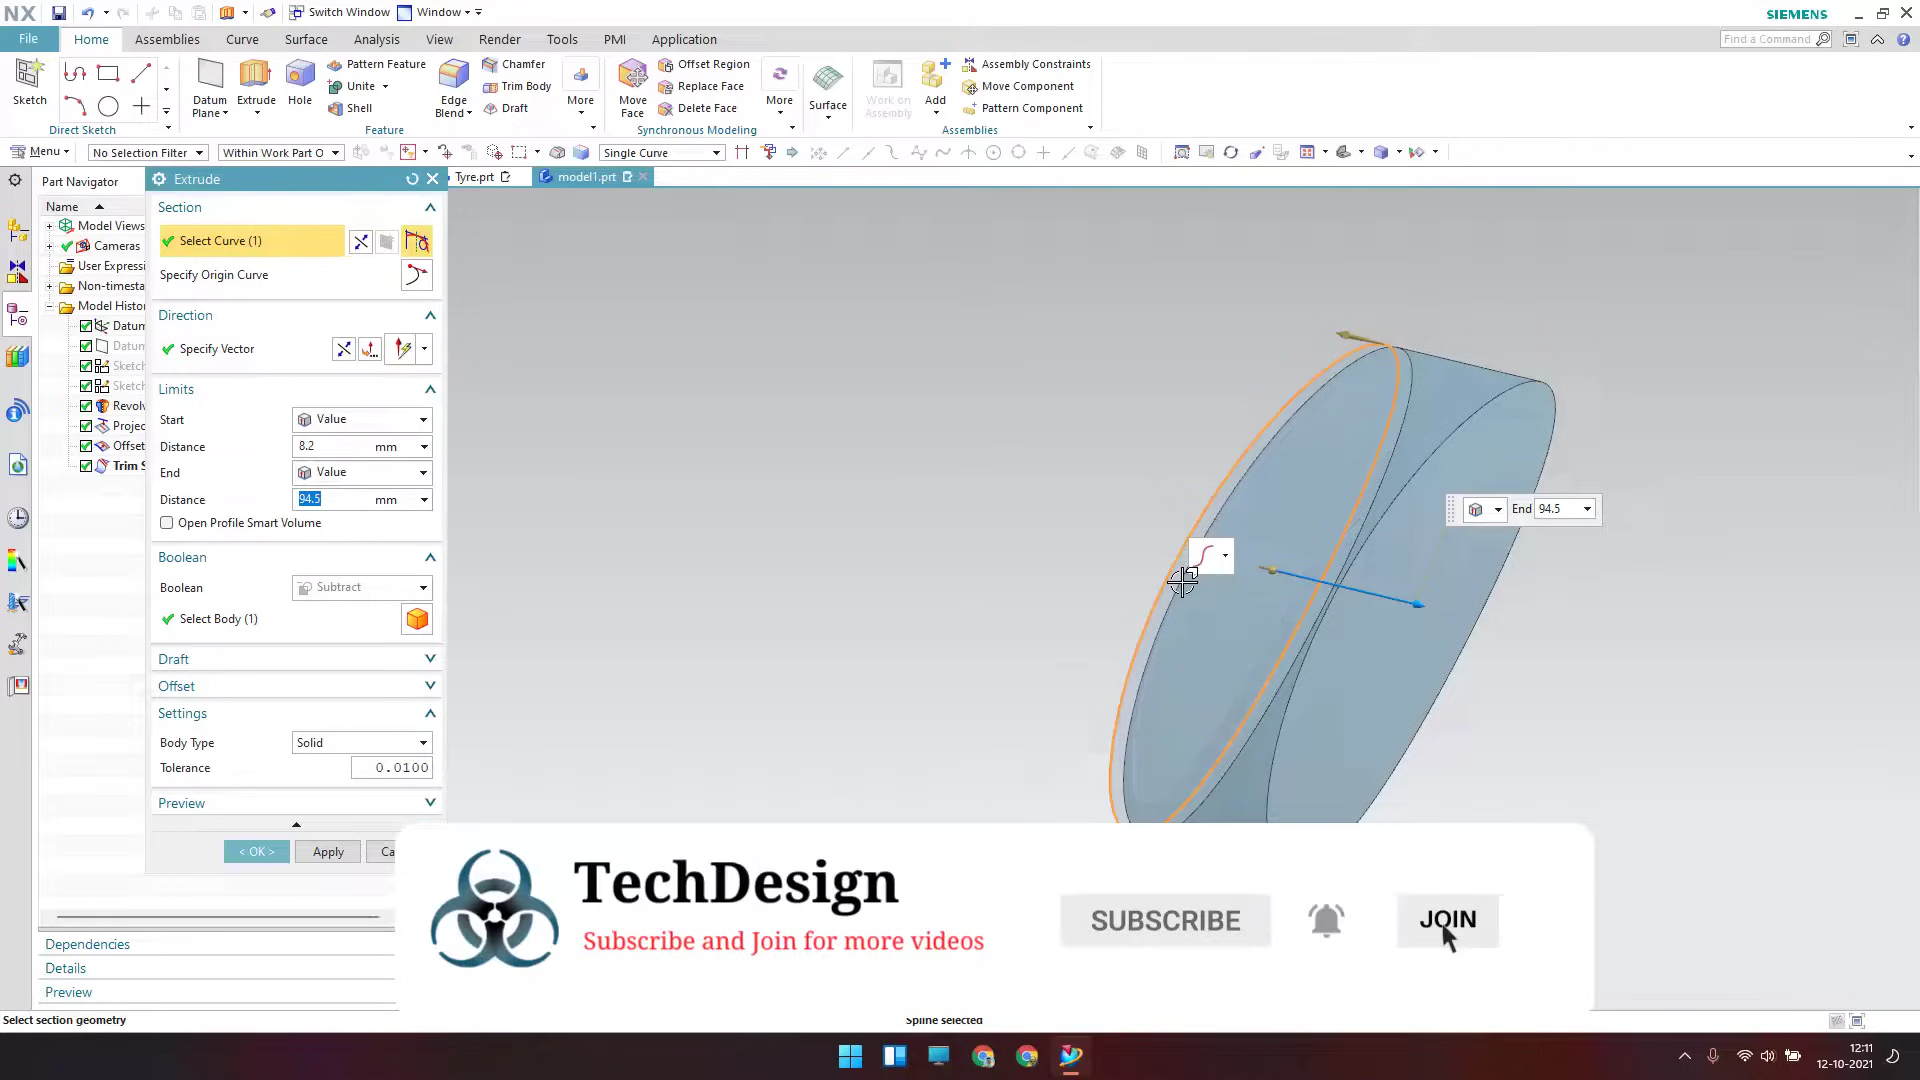 NX
Switch Window
Window
SIEMENS
File
Home
Assemblies
Curve
Surface
Analysis
View
Render
Tools
PMI
Application
Find a Command
Sketch
Datum Plane
Extrude
Hole
Pattern Feature
Unite
Shell
Edge Blend
Chamfer
Trim Body
Draft
More
Move Face
Offset Region
Replace Face
Delete Face
More
Surface
Work on Assembly
Add
Assembly Constraints
Move Component
Pattern Component
Direct Sketch
Feature
Synchronous Modeling
Assemblies
Menu
No Selection Filter
Within Work Part O
Single Curve
Part Navigator
Extrude
Tyre.prt
model1.prt
Name
Model Views
Cameras
User Expressi
Non-timesta
Model Histo
Datum
Datum
Sketch
Sketch
Revol
Projec
Offset
Trim S
Section
Select Curve (1)
Specify Origin Curve
Direction
Specify Vector
Limits
Start
Value
Distance
8.2 mm
End
Value
Distance
94.5 mm
Open Profile Smart Volume
Boolean
Boolean
Subtract
Select Body (1)
Draft
Offset
Settings
Body Type
Solid
Tolerance
0.0100
Preview
< OK >
Apply
Ca
End 94.5
Dependencies
Details
Preview
TechDesign
Subscribe and Join for more videos
SUBSCRIBE
JOIN
Select section geometry
Spline selected
12:11
12-10-2021